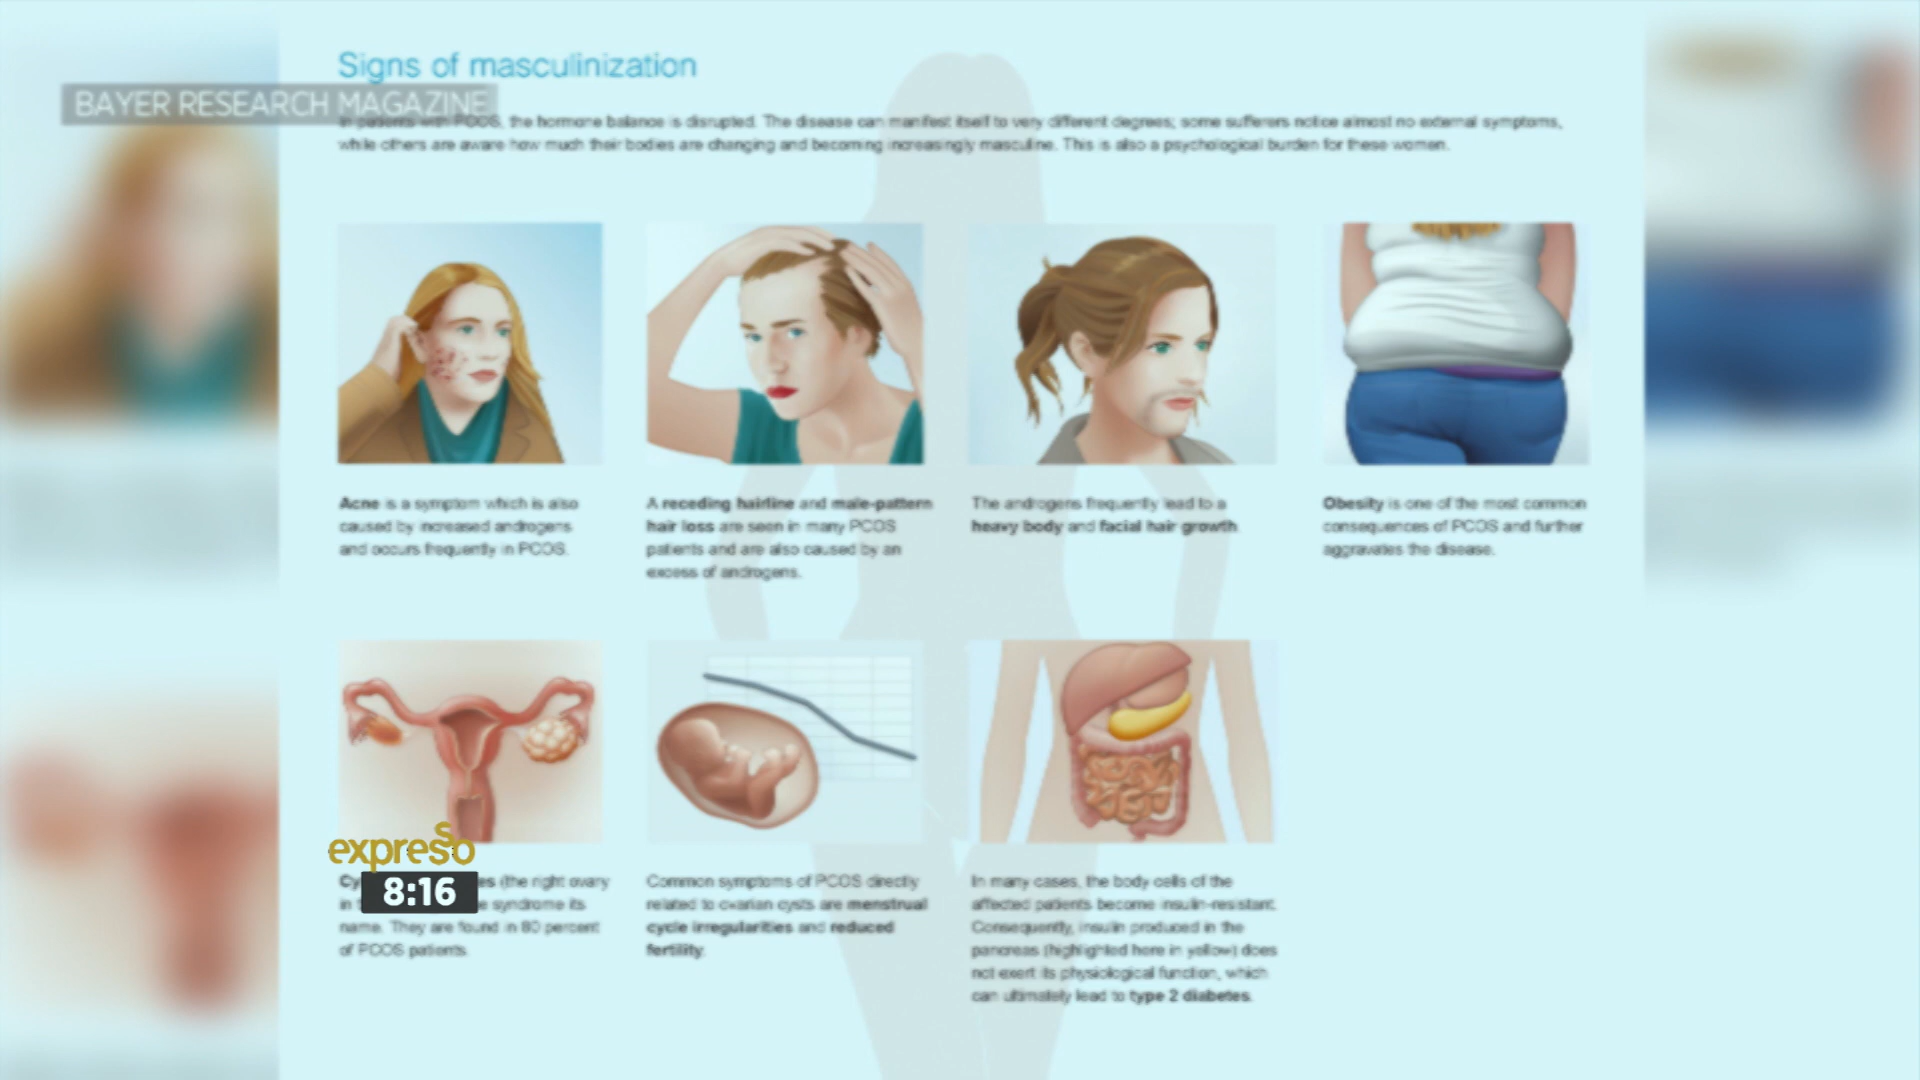 Signs of masculinization
BAYER RESEARCH MAGAZINE
In patients with PCOS, the hormone balance is disrupted. The disease can manifest itself to very different degrees; some sufferers notice almost no external symptoms,
while others are aware how much their bodies are changing and becoming increasingly masculine. This is also a psychological burden for these women.
Acne is a symptom which is also
caused by increased androgens
and occurs frequently in PCOS.
A receding hairline and male-pattern
hair loss are seen in many PCOS
patients and are also caused by an
excess of androgens.
The androgens frequently lead to a
heavy body and facial hair growth.
Obesity is one of the most common
consequences of PCOS and further
aggravates the disease.
expresso
8:16
(the right ovary
in syndrome its
name. They are found in 80 percent
of PCOS patients.
Common symptoms of PCOS directly
related to ovarian cysts are menstrual
cycle irregularities and reduced
fertility.
In many cases, the body cells of the
affected patients become insulin-resistant.
Consequently, insulin produced in the
pancreas (highlighted here in yellow) does
not exert its physiological function, which
can ultimately lead to type 2 diabetes.